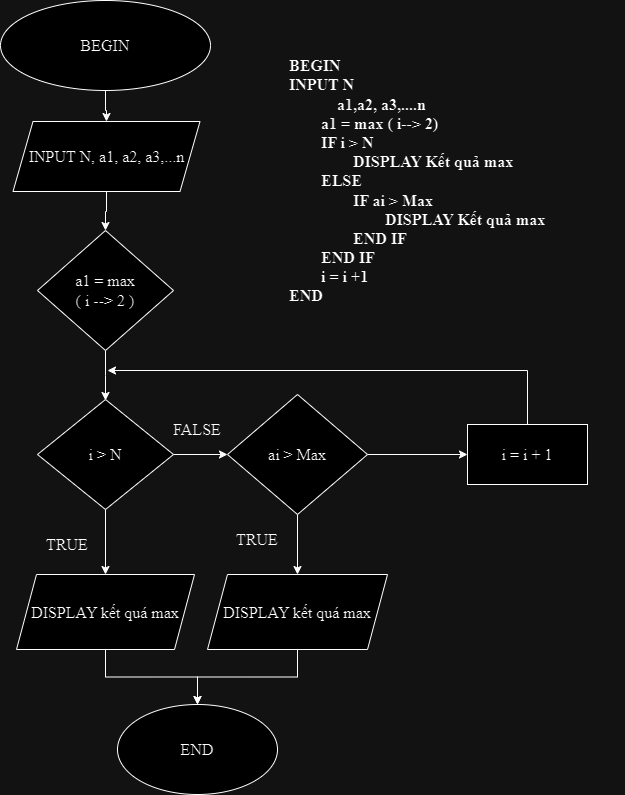 BEGIN
INPUT N, a1, a2, a3,...n
a1 = max
( i --> 2 )
i > N
FALSE
ai > Max
i = i + 1
TRUE
TRUE
DISPLAY kết quá max
DISPLAY kết quá max
END
BEGIN
INPUT N
a1,a2, a3,....n
a1 = max ( i--> 2)
IF i > N
DISPLAY Kết quả max
ELSE
IF ai > Max
DISPLAY Kết quả max
END IF
END IF
i = i +1
END